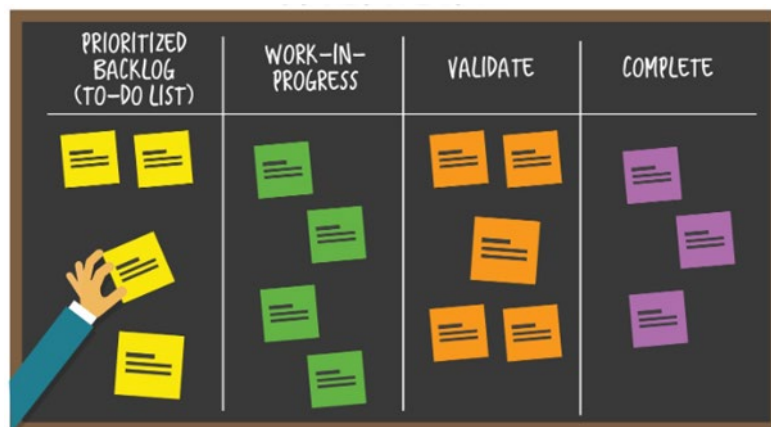 PRIORITIZED
BACKLOG
(TO-DO LIST)
WORK-IN-
PROGRESS
VALIDATE
COMPLETE